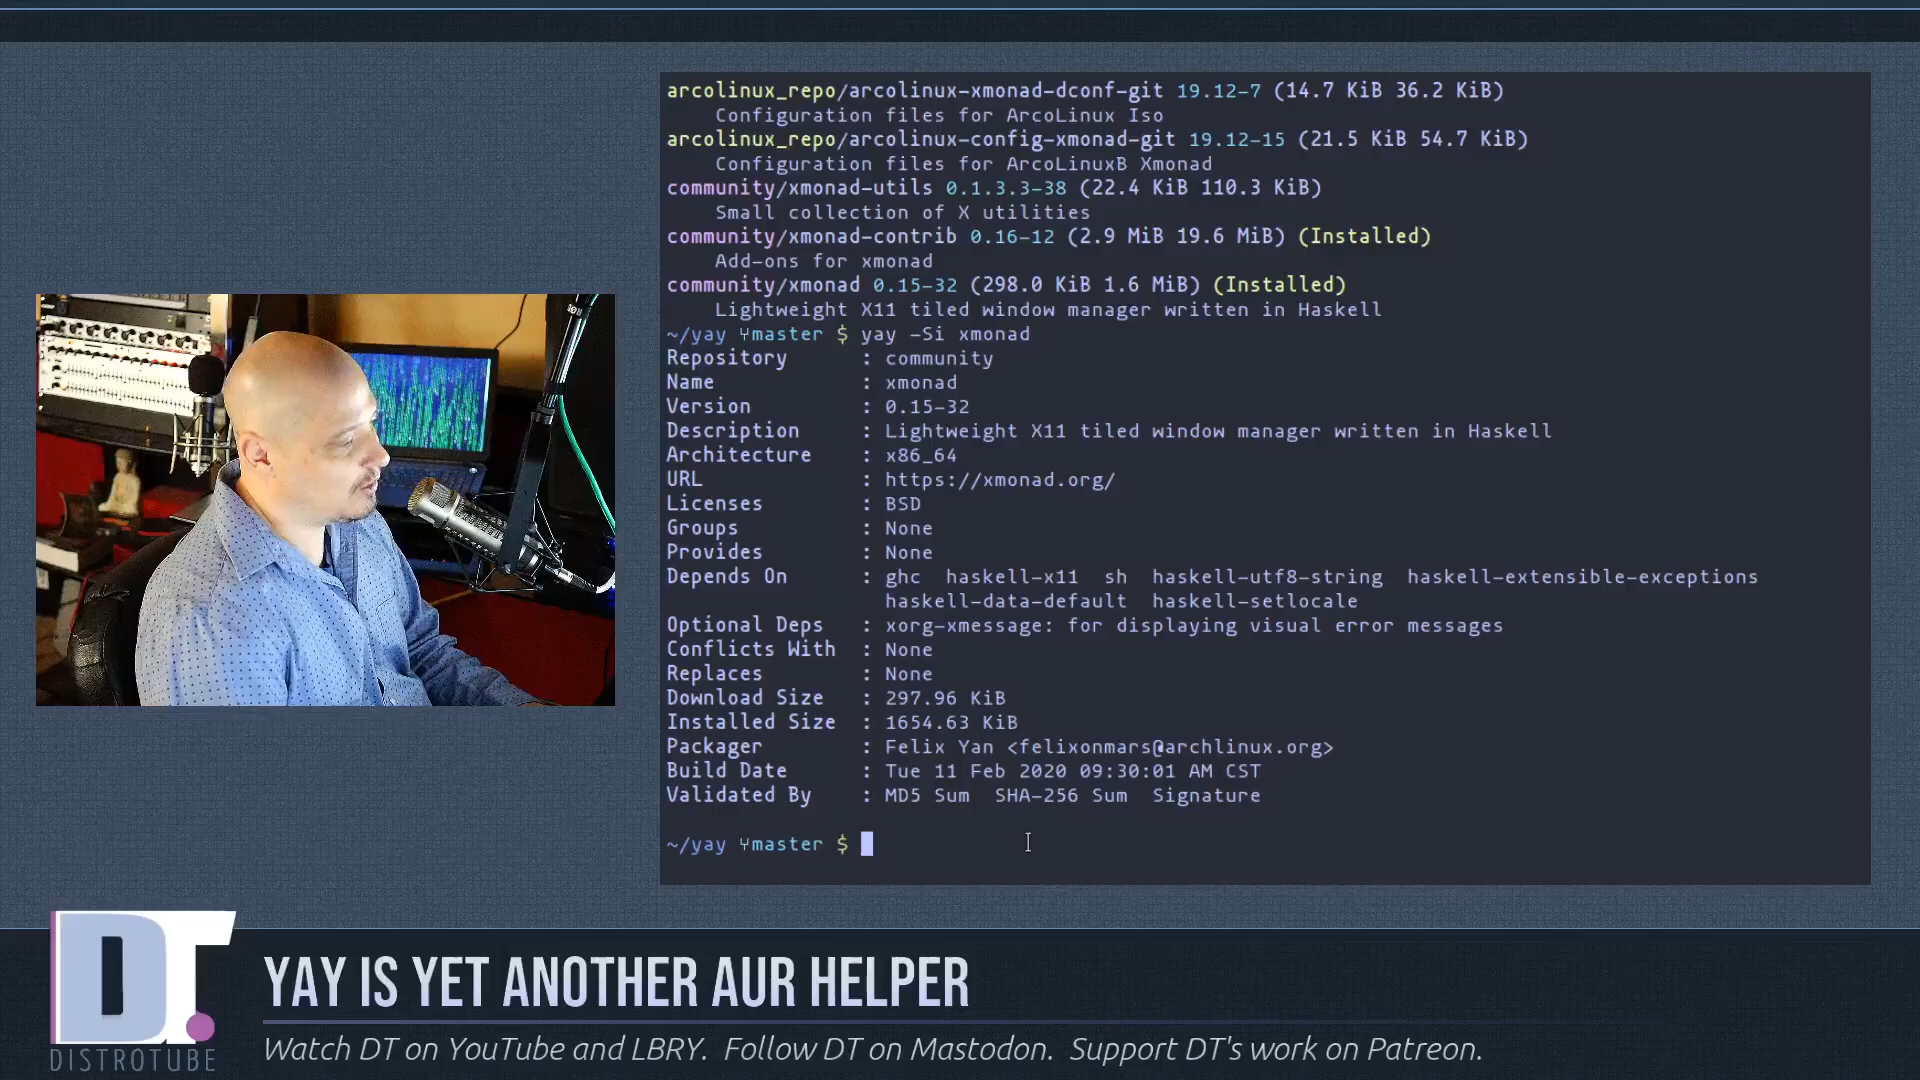 arcolinux_repo/arcolinux-xmonad-dconf-git 19.12-7 (14.7 KiB 36.2 KiB)
    Configuration files for ArcoLinux Iso
arcolinux_repo/arcolinux-config-xmonad-git 19.12-15 (21.5 KiB 54.7 KiB)
    Configuration files for ArcoLinuxB Xmonad
community/xmonad-utils 0.1.3.3-38 (22.4 KiB 110.3 KiB)
    Small collection of X utilities
community/xmonad-contrib 0.16-12 (2.9 MiB 19.6 MiB) (Installed)
    Add-ons for xmonad
community/xmonad 0.15-32 (298.0 KiB 1.6 MiB) (Installed)
    Lightweight X11 tiled window manager written in Haskell
~/yay master $ yay -Si xmonad
Repository      : community
Name            : xmonad
Version         : 0.15-32
Description     : Lightweight X11 tiled window manager written in Haskell
Architecture    : x86_64
URL             : https://xmonad.org/
Licenses        : BSD
Groups          : None
Provides        : None
Depends On      : ghc  haskell-x11  sh  haskell-utf8-string  haskell-extensible-exceptions
                  haskell-data-default  haskell-setlocale
Optional Deps   : xorg-xmessage: for displaying visual error messages
Conflicts With  : None
Replaces        : None
Download Size   : 297.96 KiB
Installed Size  : 1654.63 KiB
Packager        : Felix Yan <felixonmars@archlinux.org>
Build Date      : Tue 11 Feb 2020 09:30:01 AM CST
Validated By    : MD5 Sum  SHA-256 Sum  Signature
~/yay master $
DT
DISTROTUBE
YAY IS YET ANOTHER AUR HELPER
Watch DT on YouTube and LBRY. Follow DT on Mastodon. Support DT's work on Patreon.